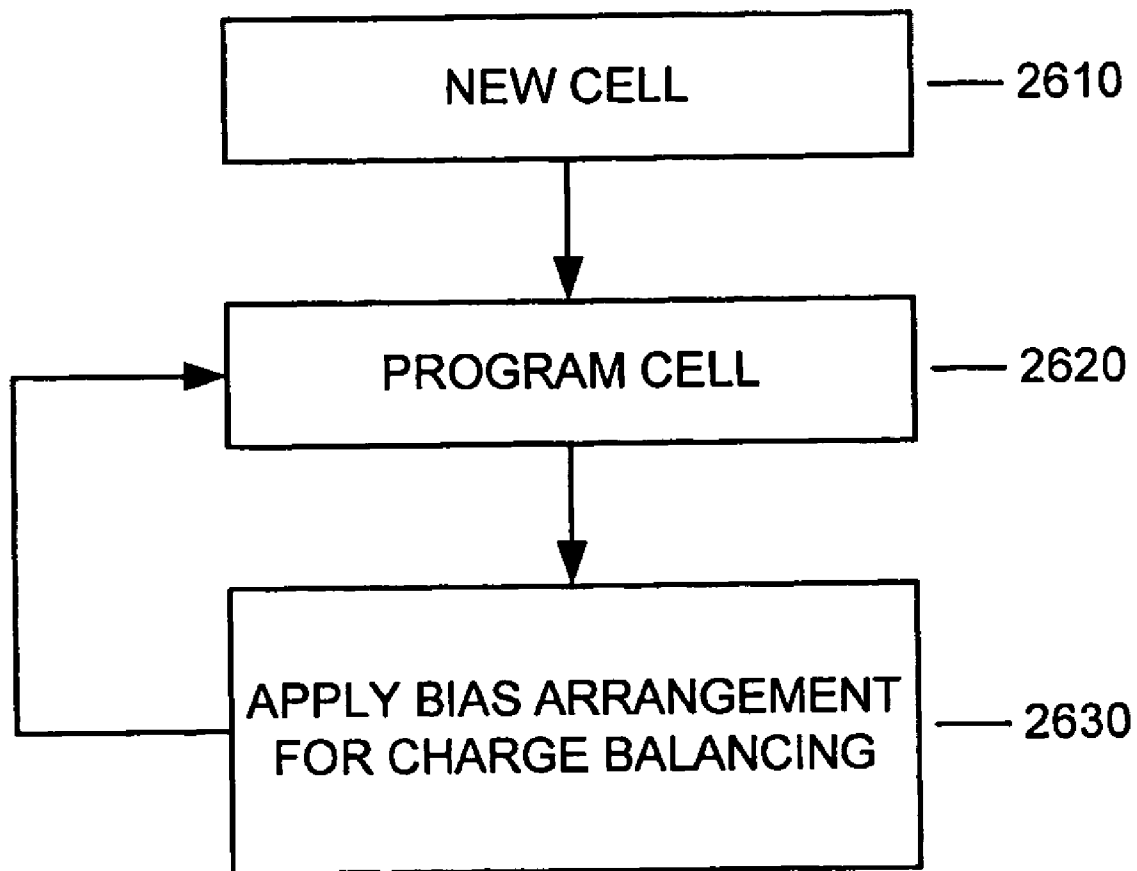 NEW CELL
2610
PROGRAM CELL
2620
APPLY BIAS ARRANGEMENT
FOR CHARGE BALANCING
2630